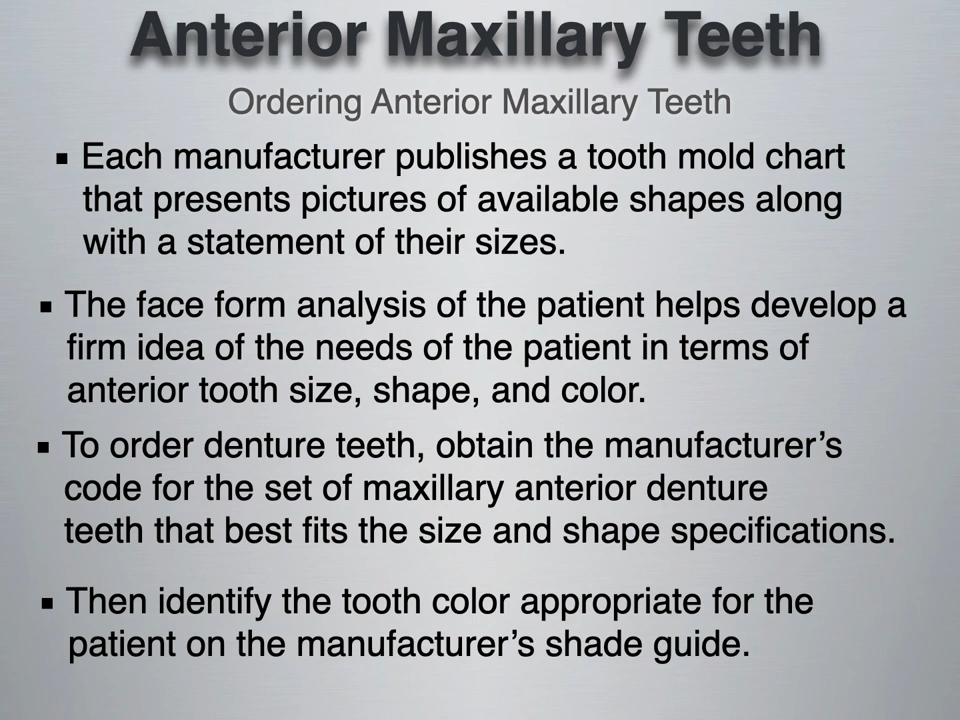 Anterior Maxillary Teeth
Ordering Anterior Maxillary Teeth
▪ Each manufacturer publishes a tooth mold chart
that presents pictures of available shapes along
with a statement of their sizes.
▪ The face form analysis of the patient helps develop a
firm idea of the needs of the patient in terms of
anterior tooth size, shape, and color.
▪ To order denture teeth, obtain the manufacturer’s
code for the set of maxillary anterior denture
teeth that best fits the size and shape specifications.
▪ Then identify the tooth color appropriate for the
patient on the manufacturer’s shade guide.